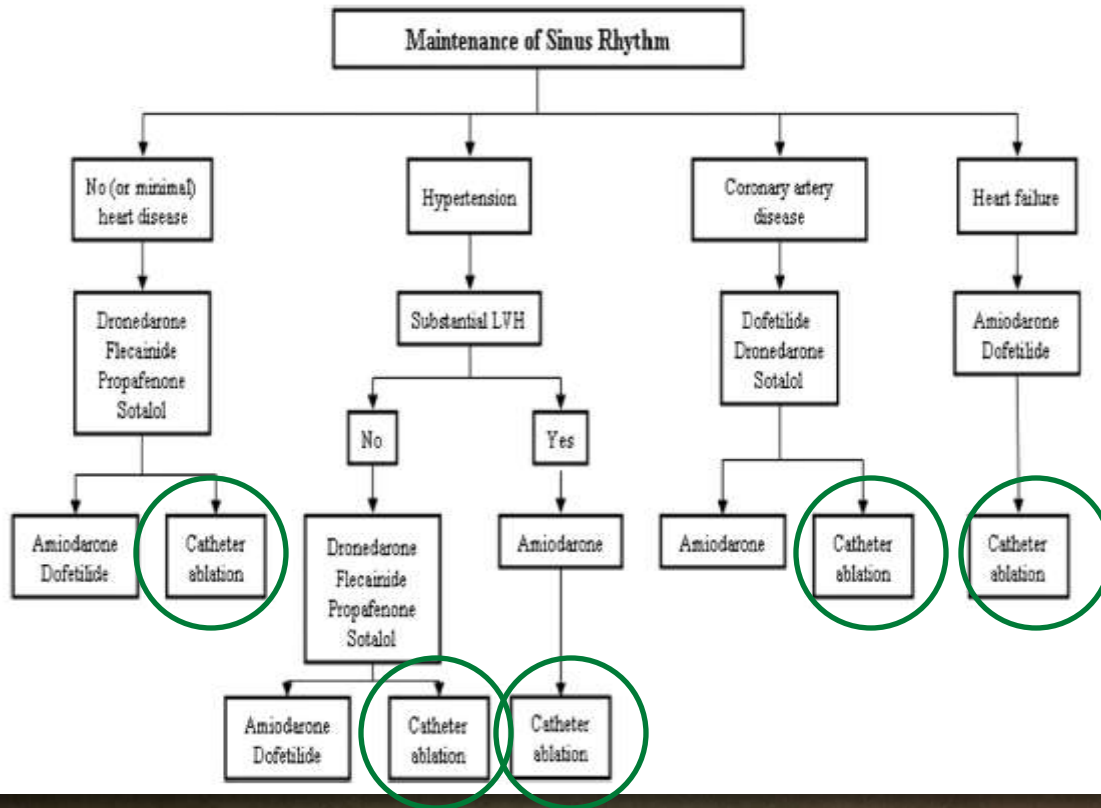 Maintenance of Sinus Rhythm
No (or minimal)
heart disease
Hypertension
Coronary artery
disease
Heart failure
Dronedarone
Flecainide
Propafenone
Sotalol
Substantial LVH
Dofetilide
Dronedarone
Sotalol
Amiodarone
Dofetilide
No
Yes
Amiodarone
Dofetilide
Catheter
ablation
Dronedarone
Flecainide
Propafenone
Sotalol
Amiodarone
Amiodarone
Catheter
ablation
Catheter
ablation
Amiodarone
Dofetilide
Catheter
ablation
Catheter
ablation